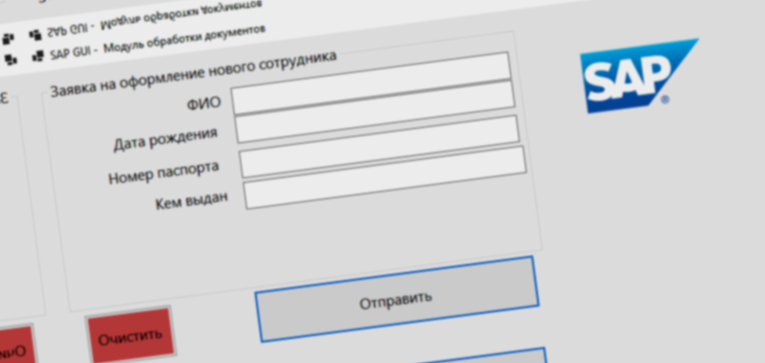 SAP GUI - Модуль обработки документов
SAP GUI - Модуль обработки документов
Заявка на оформление нового сотрудника
ФИО
Дата рождения
Номер паспорта
Кем выдан
Отправить
Очистить
SAP®